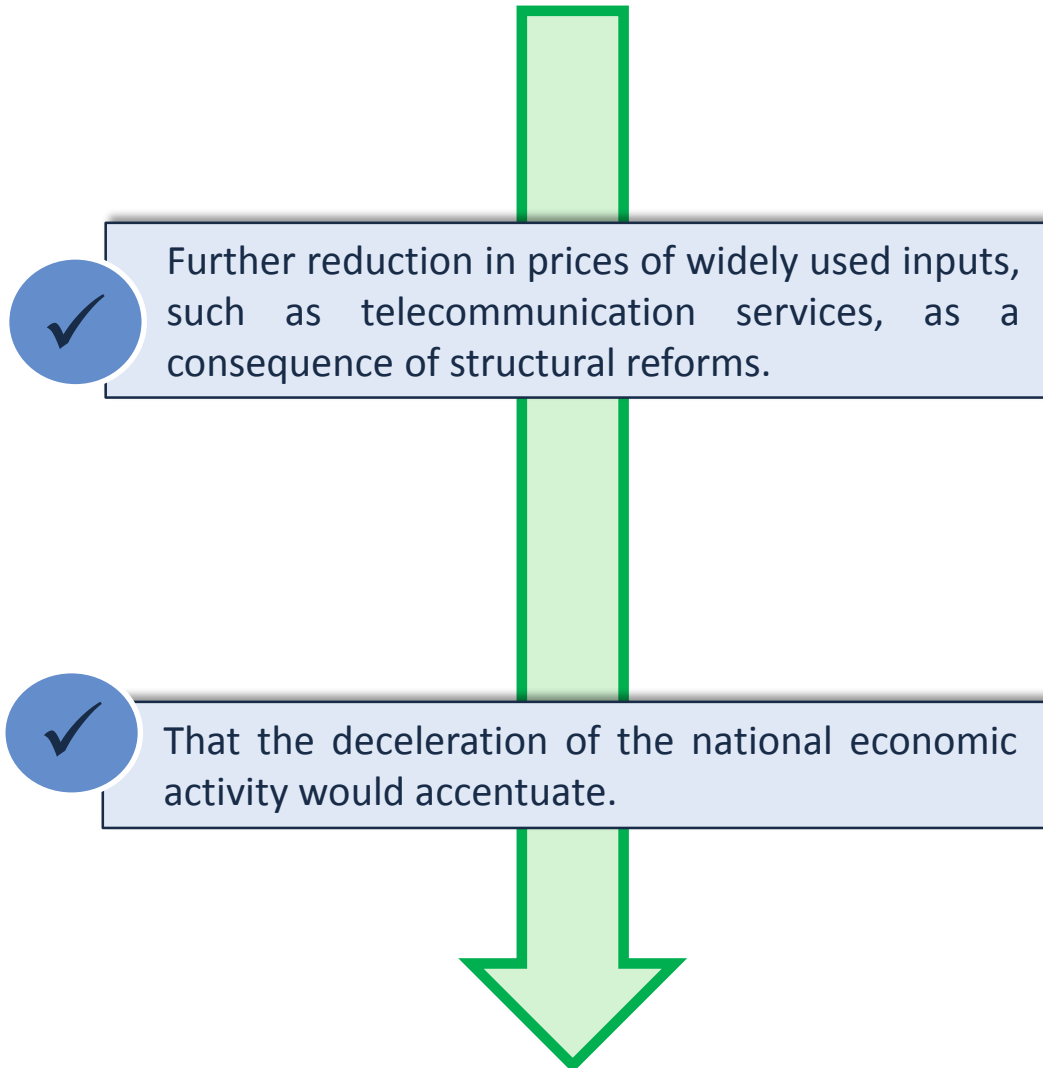 Further reduction in prices of widely used inputs,
such as telecommunication services, as a
consequence of structural reforms.
That the deceleration of the national economic
activity would accentuate.